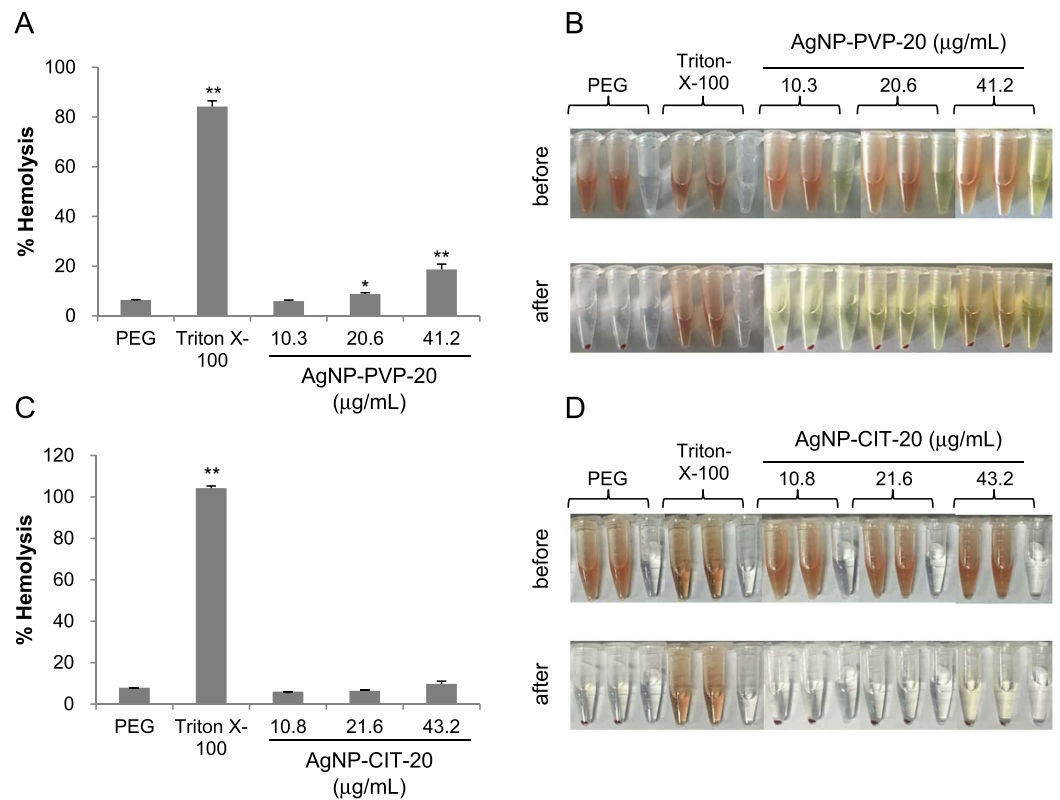 A
100
80
60
40
20
0
% Hemolysis
**
*
**
PEG
Triton X-
100
10.3
20.6
41.2
AgNP-PVP-20
(µg/mL)
B
AgNP-PVP-20 (µg/mL)
PEG
Triton-
X-100
10.3
20.6
41.2
before
after
C
120
100
80
60
40
20
0
% Hemolysis
**
PEG
Triton X-
100
10.8
21.6
43.2
AgNP-CIT-20
(µg/mL)
D
AgNP-CIT-20 (µg/mL)
PEG
Triton-
X-100
10.8
21.6
43.2
before
after